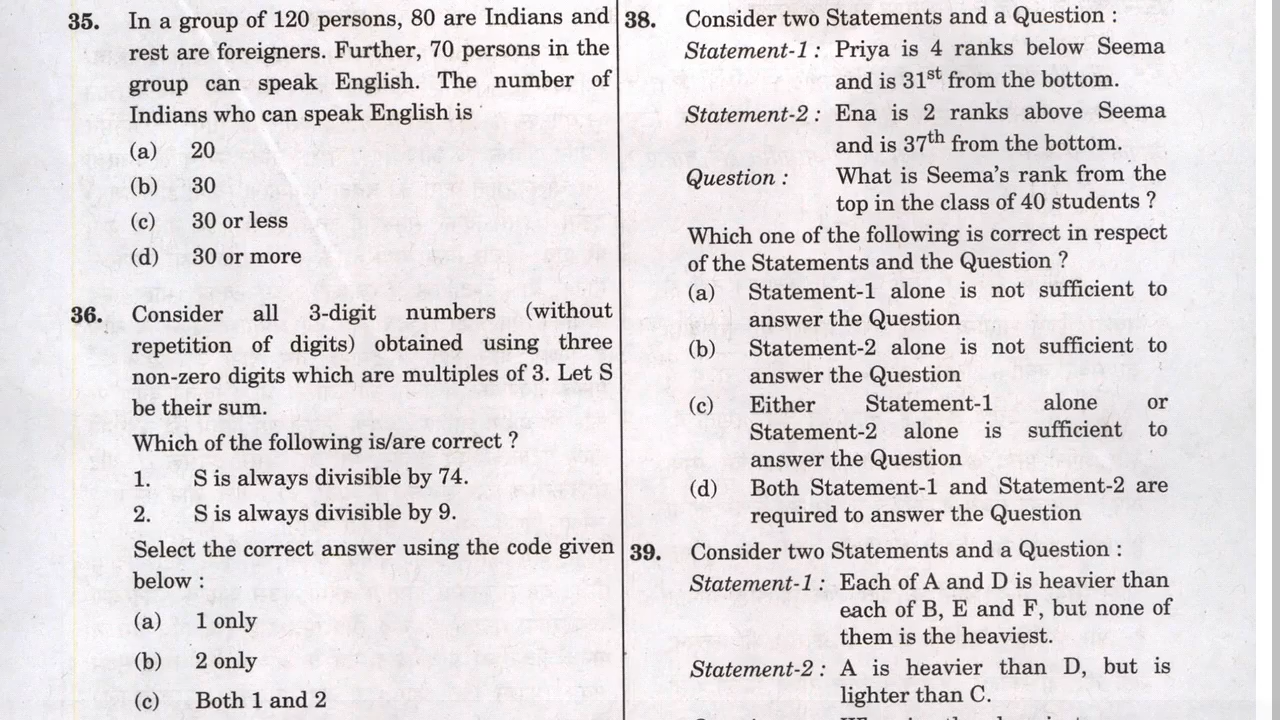 35. In a group of 120 persons, 80 are Indians and
rest are foreigners. Further, 70 persons in the
group can speak English. The number of
Indians who can speak English is
(a) 20
(b) 30
(c) 30 or less
(d) 30 or more
36. Consider all 3-digit numbers (without
repetition of digits) obtained using three
non-zero digits which are multiples of 3. Let S
be their sum.
Which of the following is/are correct ?
1. S is always divisible by 74.
2. S is always divisible by 9.
Select the correct answer using the code given
below :
(a) 1 only
(b) 2 only
(c) Both 1 and 2
38. Consider two Statements and a Question :
Statement-1 : Priya is 4 ranks below Seema
and is 31st from the bottom.
Statement-2 : Ena is 2 ranks above Seema
and is 37th from the bottom.
Question : What is Seema's rank from the
top in the class of 40 students ?
Which one of the following is correct in respect
of the Statements and the Question ?
(a) Statement-1 alone is not sufficient to
answer the Question
(b) Statement-2 alone is not sufficient to
answer the Question
(c) Either Statement-1 alone or
Statement-2 alone is sufficient to
answer the Question
(d) Both Statement-1 and Statement-2 are
required to answer the Question
39. Consider two Statements and a Question :
Statement-1 : Each of A and D is heavier than
each of B, E and F, but none of
them is the heaviest.
Statement-2 : A is heavier than D, but is
lighter than C.